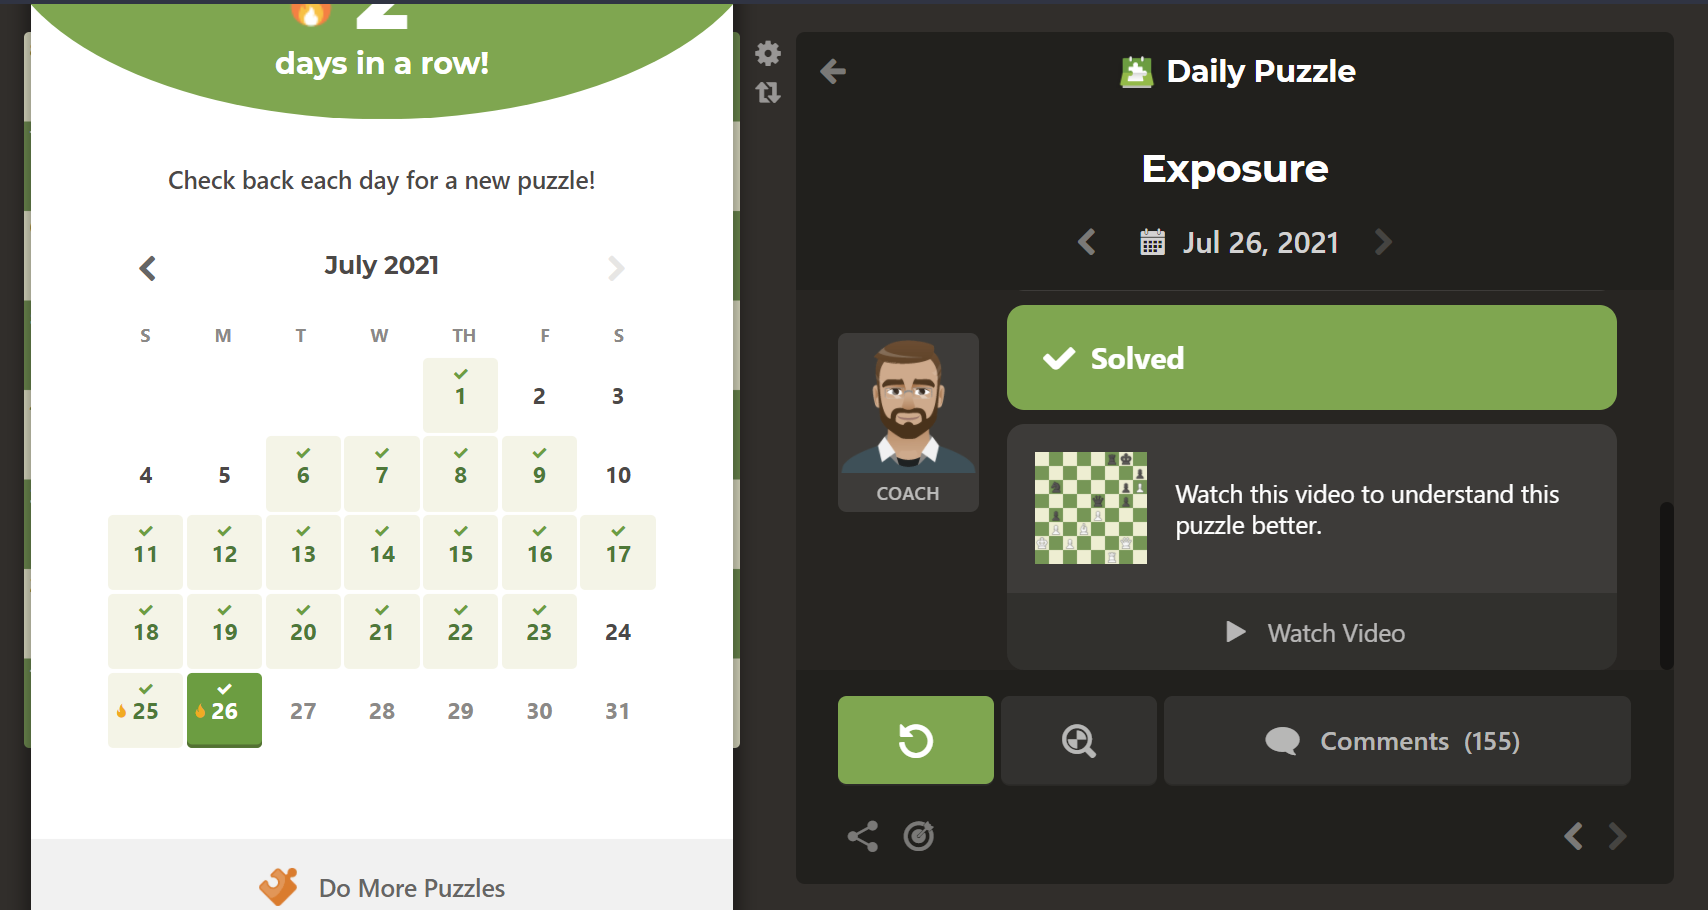 2
days in a row!
Check back each day for a new puzzle!
July 2021
S M T W TH F S
1 2 3
4 5 6 7 8 9 10
11 12 13 14 15 16 17
18 19 20 21 22 23 24
25 26 27 28 29 30 31
Do More Puzzles
Daily Puzzle
Exposure
Jul 26, 2021
Solved
COACH
Watch this video to understand this
puzzle better.
Watch Video
Comments (155)